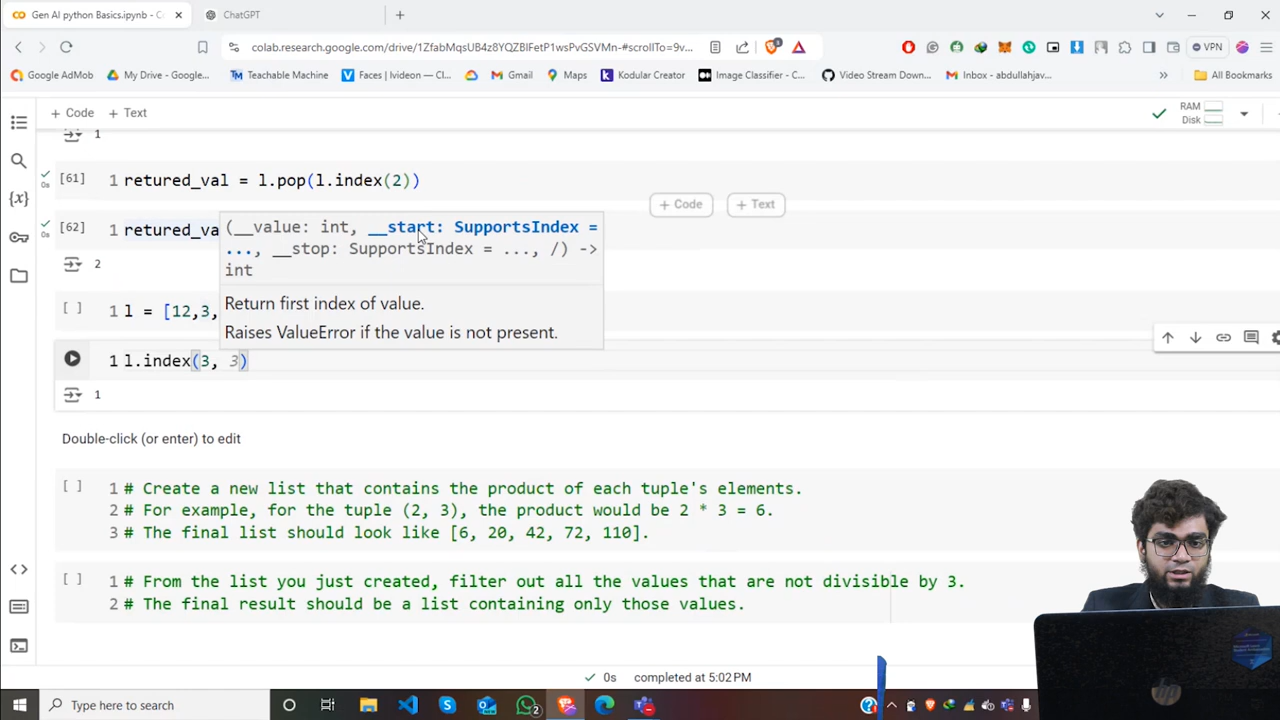 Gen AI python Basics.ipynb - Co
ChatGPT
colab.research.google.com/drive/1ZfabMqsUB4z8YQZBlFetP1wsPvGSVMn-#scrollTo=9v...
VPN
Google AdMob
My Drive - Google...
Teachable Machine
Faces | Ivideon — Cl...
Gmail
Maps
Kodular Creator
Image Classifier - C...
Video Stream Down...
Inbox - abdullahjav...
All Bookmarks
+ Code + Text
RAM
Disk
1
[61] 1 retured_val = l.pop(l.index(2))
+ Code + Text
[62] 1 retured_va
(__value: int, __start: SupportsIndex =
..., __stop: SupportsIndex = ..., /) ->
int
2
Return first index of value.
[ ] 1 l = [12,3,
Raises ValueError if the value is not present.
1 l.index(3, 3)
1
Double-click (or enter) to edit
[ ] 1 # Create a new list that contains the product of each tuple's elements.
2 # For example, for the tuple (2, 3), the product would be 2 * 3 = 6.
3 # The final list should look like [6, 20, 42, 72, 110].
[ ] 1 # From the list you just created, filter out all the values that are not divisible by 3.
2 # The final result should be a list containing only those values.
0s completed at 5:02 PM
Type here to search